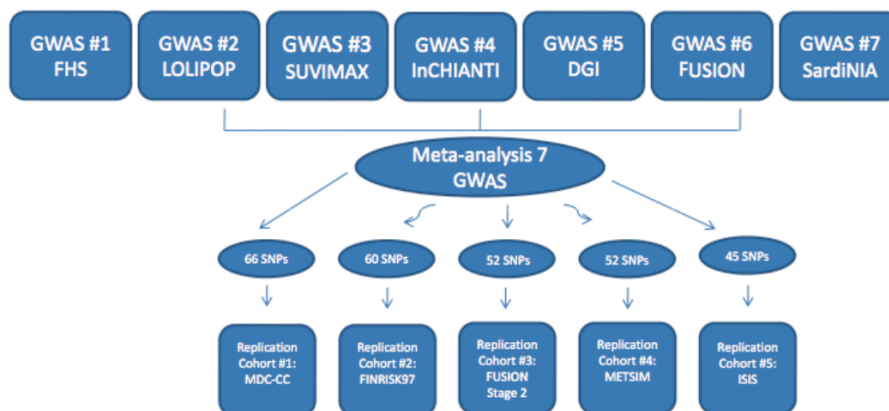 GWAS #1
FHS
GWAS #2
LOLIPOP
GWAS #3
SUVIMAX
GWAS #4
InCHIANTI
GWAS #5
DGI
GWAS #6
FUSION
GWAS #7
SardiNIA
Meta-analysis 7
GWAS
66 SNPs
60 SNPs
52 SNPs
52 SNPs
45 SNPs
Replication
Cohort #1:
MDC-CC
Replication
Cohort #2:
FINRISK97
Replication
Cohort #3:
FUSION
Stage 2
Replication
Cohort #4:
METSIM
Replication
Cohort #5:
ISIS